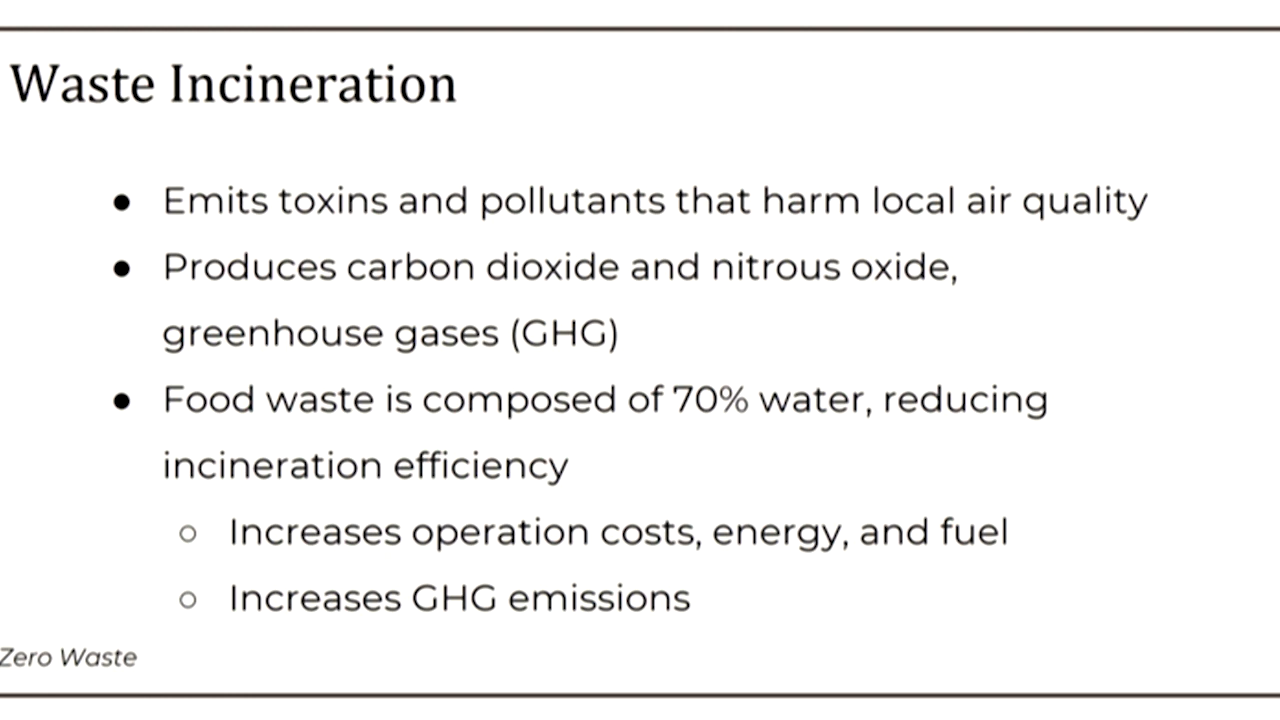 Waste Incineration
● Emits toxins and pollutants that harm local air quality
● Produces carbon dioxide and nitrous oxide,
greenhouse gases (GHG)
● Food waste is composed of 70% water, reducing
incineration efficiency
○ Increases operation costs, energy, and fuel
○ Increases GHG emissions
Zero Waste